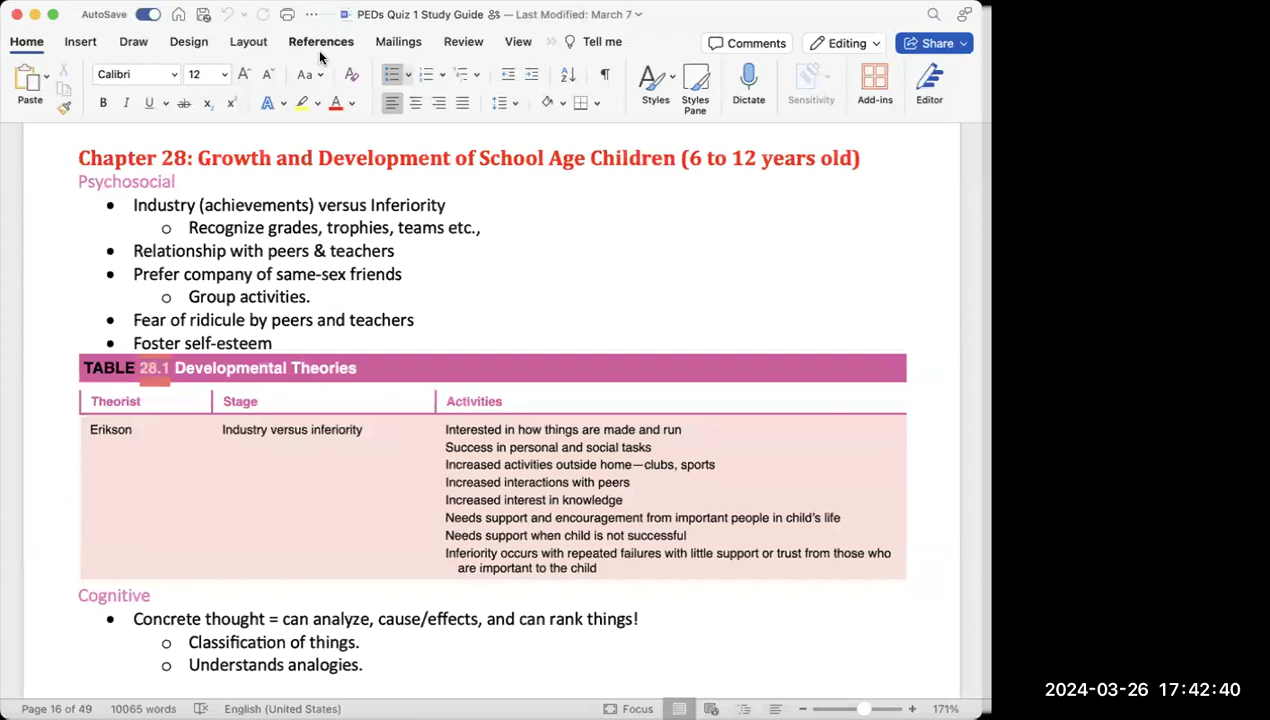 AutoSave PEDs Quiz 1 Study Guide — Last Modified: March 7
Home Insert Draw Design Layout References Mailings Review View Tell me Comments Editing Share
Paste Calibri 12 Aa Styles Styles Pane Dictate Sensitivity Add-ins Editor
Chapter 28: Growth and Development of School Age Children (6 to 12 years old)
Psychosocial
• Industry (achievements) versus Inferiority
o Recognize grades, trophies, teams etc.,
• Relationship with peers & teachers
• Prefer company of same-sex friends
o Group activities.
• Fear of ridicule by peers and teachers
• Foster self-esteem
TABLE 28.1 Developmental Theories
Theorist Stage Activities
Erikson Industry versus inferiority Interested in how things are made and run
Success in personal and social tasks
Increased activities outside home—clubs, sports
Increased interactions with peers
Increased interest in knowledge
Needs support and encouragement from important people in child's life
Needs support when child is not successful
Inferiority occurs with repeated failures with little support or trust from those who
are important to the child
Cognitive
• Concrete thought = can analyze, cause/effects, and can rank things!
o Classification of things.
o Understands analogies.
Page 16 of 49 10065 words English (United States) Focus 171%
2024-03-26 17:42:40